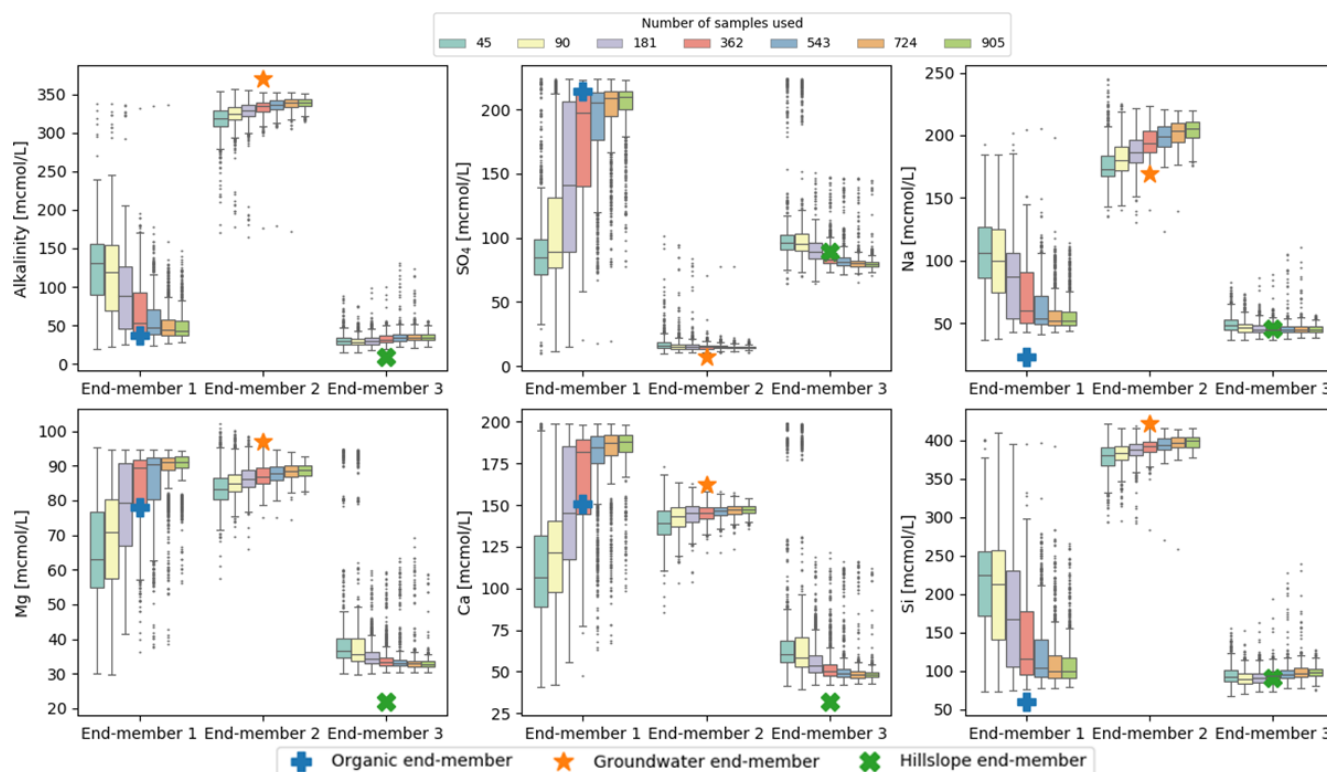 Number of samples used
45 90 181 362 543 724 905
Alkalinity [mcmol/L]
350
300
250
200
150
100
50
0
End-member 1 End-member 2 End-member 3
SO₄ [mcmol/L]
200
150
100
50
0
End-member 1 End-member 2 End-member 3
Na [mcmol/L]
250
200
150
100
50
End-member 1 End-member 2 End-member 3
Mg [mcmol/L]
100
90
80
70
60
50
40
30
20
End-member 1 End-member 2 End-member 3
Ca [mcmol/L]
200
175
150
125
100
75
50
25
End-member 1 End-member 2 End-member 3
Si [mcmol/L]
400
350
300
250
200
150
100
50
End-member 1 End-member 2 End-member 3
Organic end-member Groundwater end-member Hillslope end-member